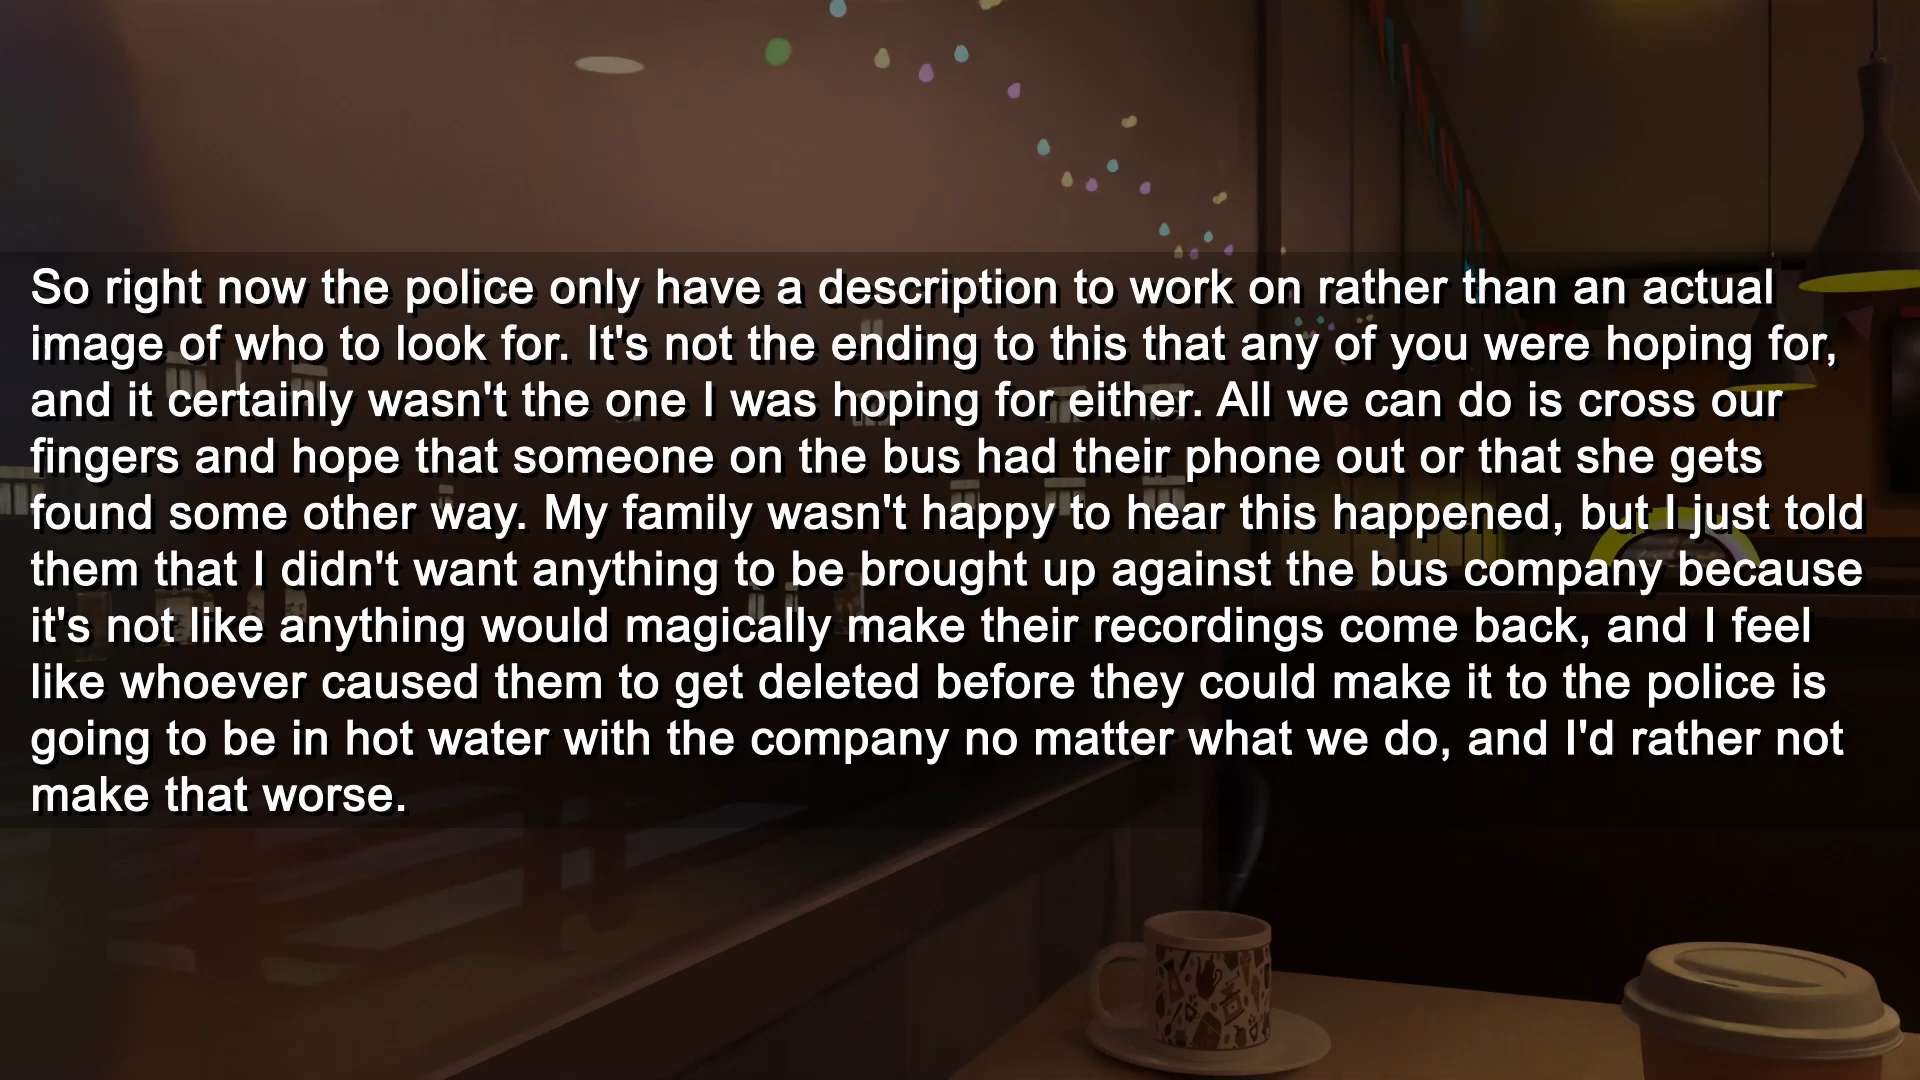 So right now the police only have a description to work on rather than an actual
image of who to look for. It's not the ending to this that any of you were hoping for,
and it certainly wasn't the one I was hoping for either. All we can do is cross our
fingers and hope that someone on the bus had their phone out or that she gets
found some other way. My family wasn't happy to hear this happened, but I just told
them that I didn't want anything to be brought up against the bus company because
it's not like anything would magically make their recordings come back, and I feel
like whoever caused them to get deleted before they could make it to the police is
going to be in hot water with the company no matter what we do, and I'd rather not
make that worse.